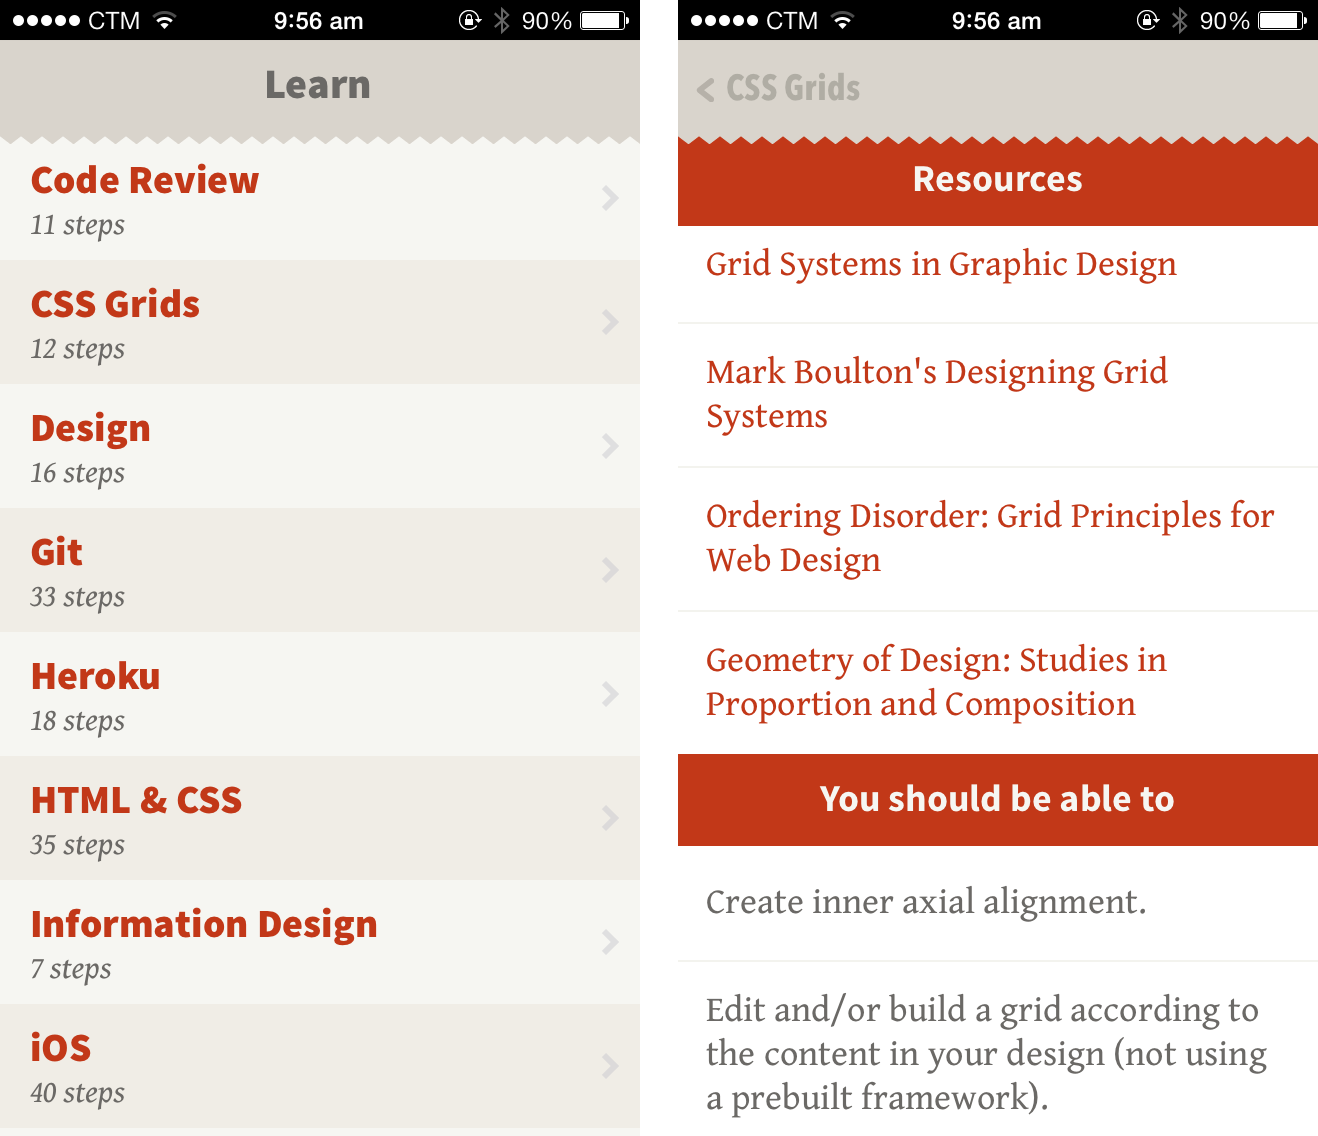 CTM 9:56 am 90%
Learn
Code Review
11 steps
CSS Grids
12 steps
Design
16 steps
Git
33 steps
Heroku
18 steps
HTML & CSS
35 steps
Information Design
7 steps
iOS
40 steps
CTM 9:56 am 90%
CSS Grids
Resources
Grid Systems in Graphic Design
Mark Boulton's Designing Grid
Systems
Ordering Disorder: Grid Principles for
Web Design
Geometry of Design: Studies in
Proportion and Composition
You should be able to
Create inner axial alignment.
Edit and/or build a grid according to
the content in your design (not using
a prebuilt framework).